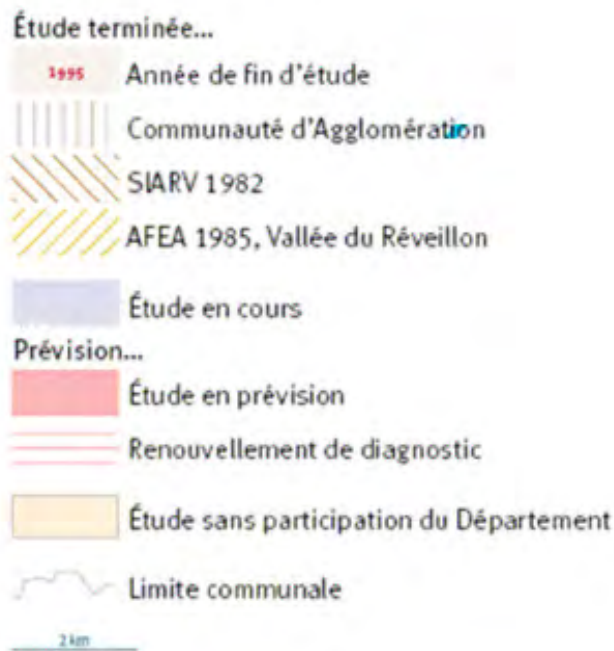 Étude terminée...
1995 Année de fin d'étude
Communauté d'Agglomération
SIARV 1982
AFEA 1985, Vallée du Réveillon
Étude en cours
Prévision...
Étude en prévision
Renouvellement de diagnostic
Étude sans participation du Département
Limite communale
2 km